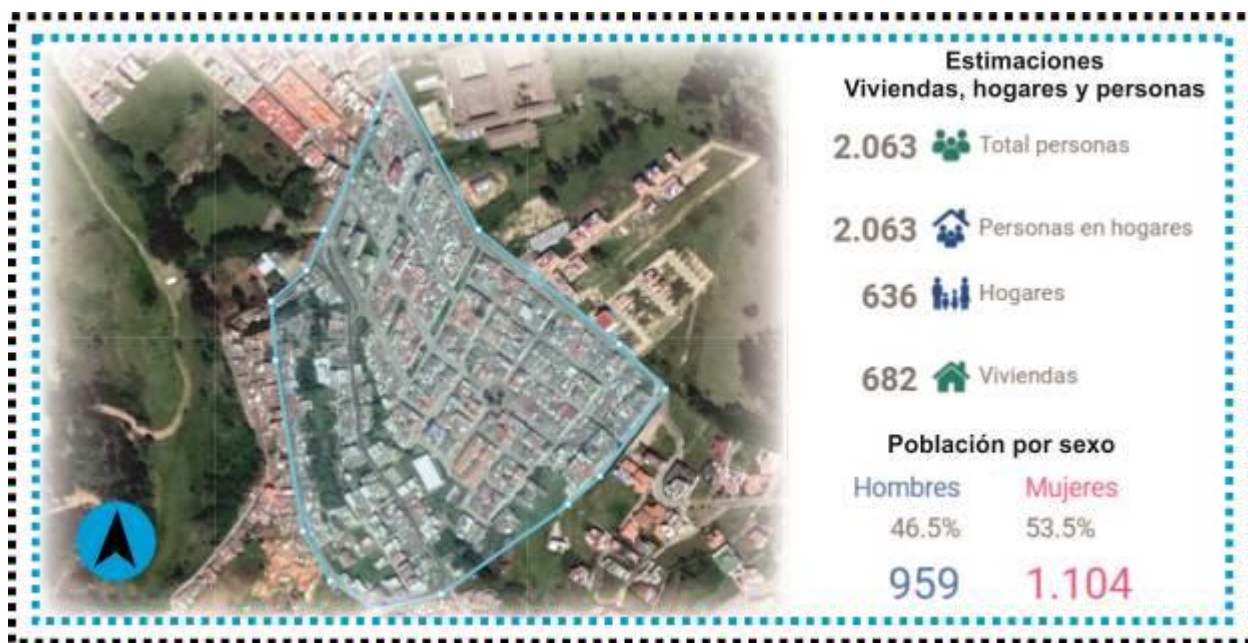 Estimaciones
Viviendas, hogares y personas
2.063 Total personas
2.063 Personas en hogares
636 Hogares
682 Viviendas
Población por sexo
Hombres Mujeres
46.5% 53.5%
959 1.104